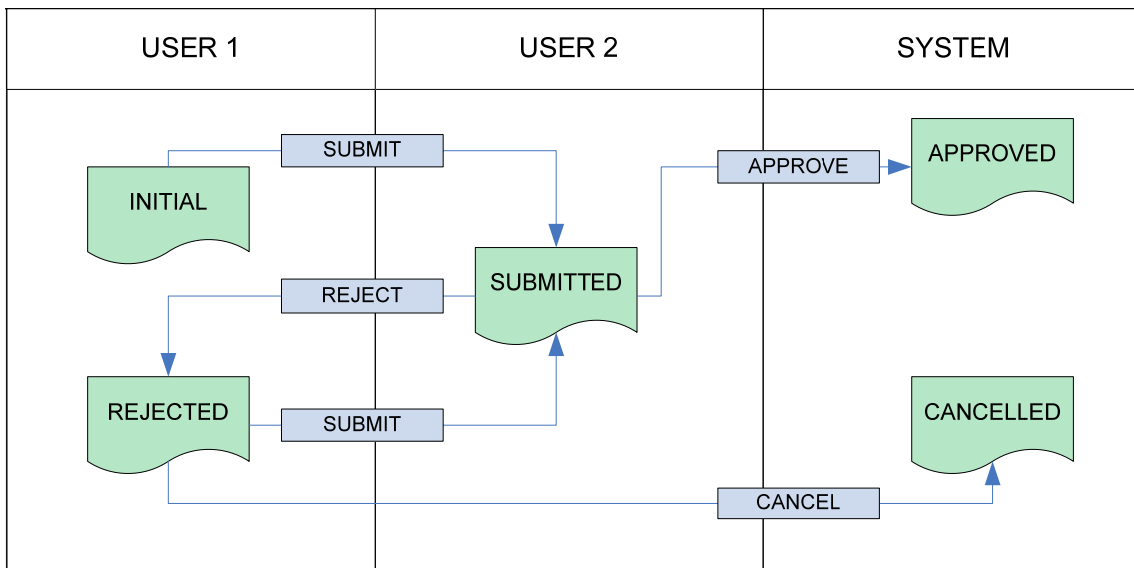 USER 1
USER 2
SYSTEM
SUBMIT
APPROVE
APPROVED
INITIAL
REJECT
SUBMITTED
REJECTED
SUBMIT
CANCELLED
CANCEL